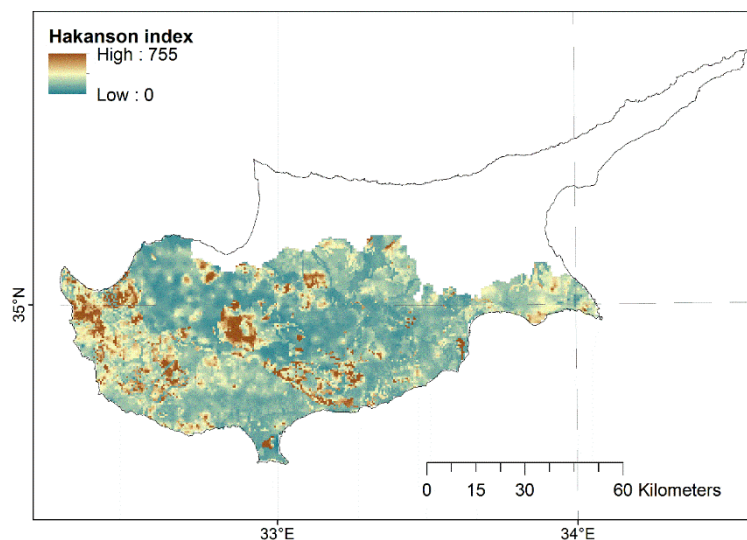 Hakanson index
High : 755
Low : 0
35°N
0 15 30 60 Kilometers
33°E 34°E